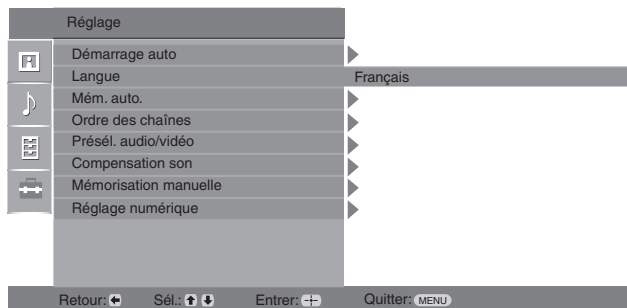 Réglage
Démarrage auto
Langue Français
Mém. auto.
Ordre des chaînes
Présél. audio/vidéo
Compensation son
Mémorisation manuelle
Réglage numérique
Retour: Sél.: Entrer: Quitter: MENU